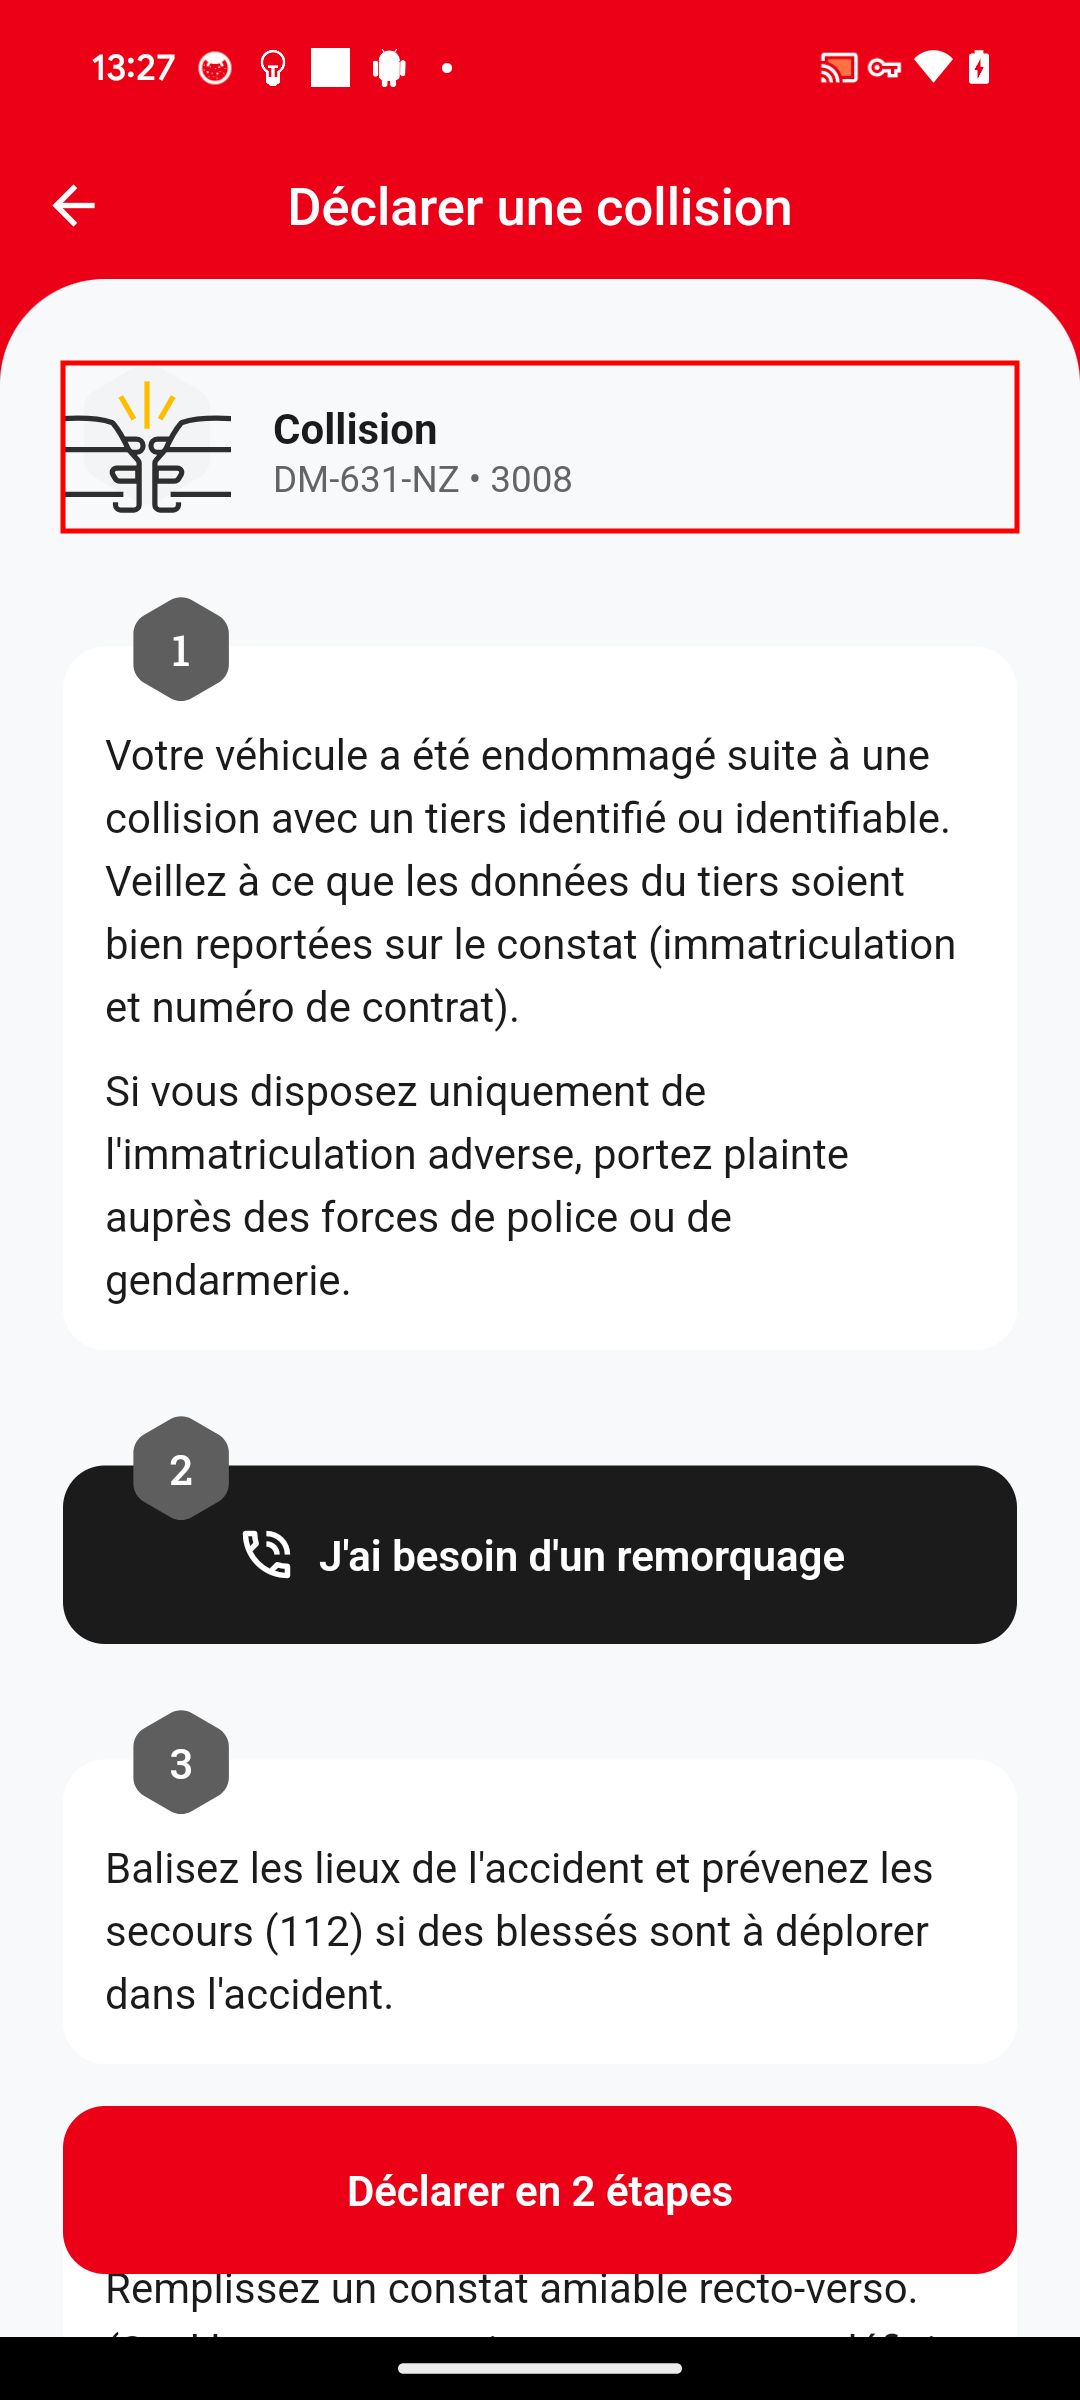 13:27
Déclarer une collision
Collision
DM-631-NZ • 3008
1
Votre véhicule a été endommagé suite à une
collision avec un tiers identifié ou identifiable.
Veillez à ce que les données du tiers soient
bien reportées sur le constat (immatriculation
et numéro de contrat).
Si vous disposez uniquement de
l'immatriculation adverse, portez plainte
auprès des forces de police ou de
gendarmerie.
2
J'ai besoin d'un remorquage
3
Balisez les lieux de l'accident et prévenez les
secours (112) si des blessés sont à déplorer
dans l'accident.
Déclarer en 2 étapes
Remplissez un constat amiable recto-verso.